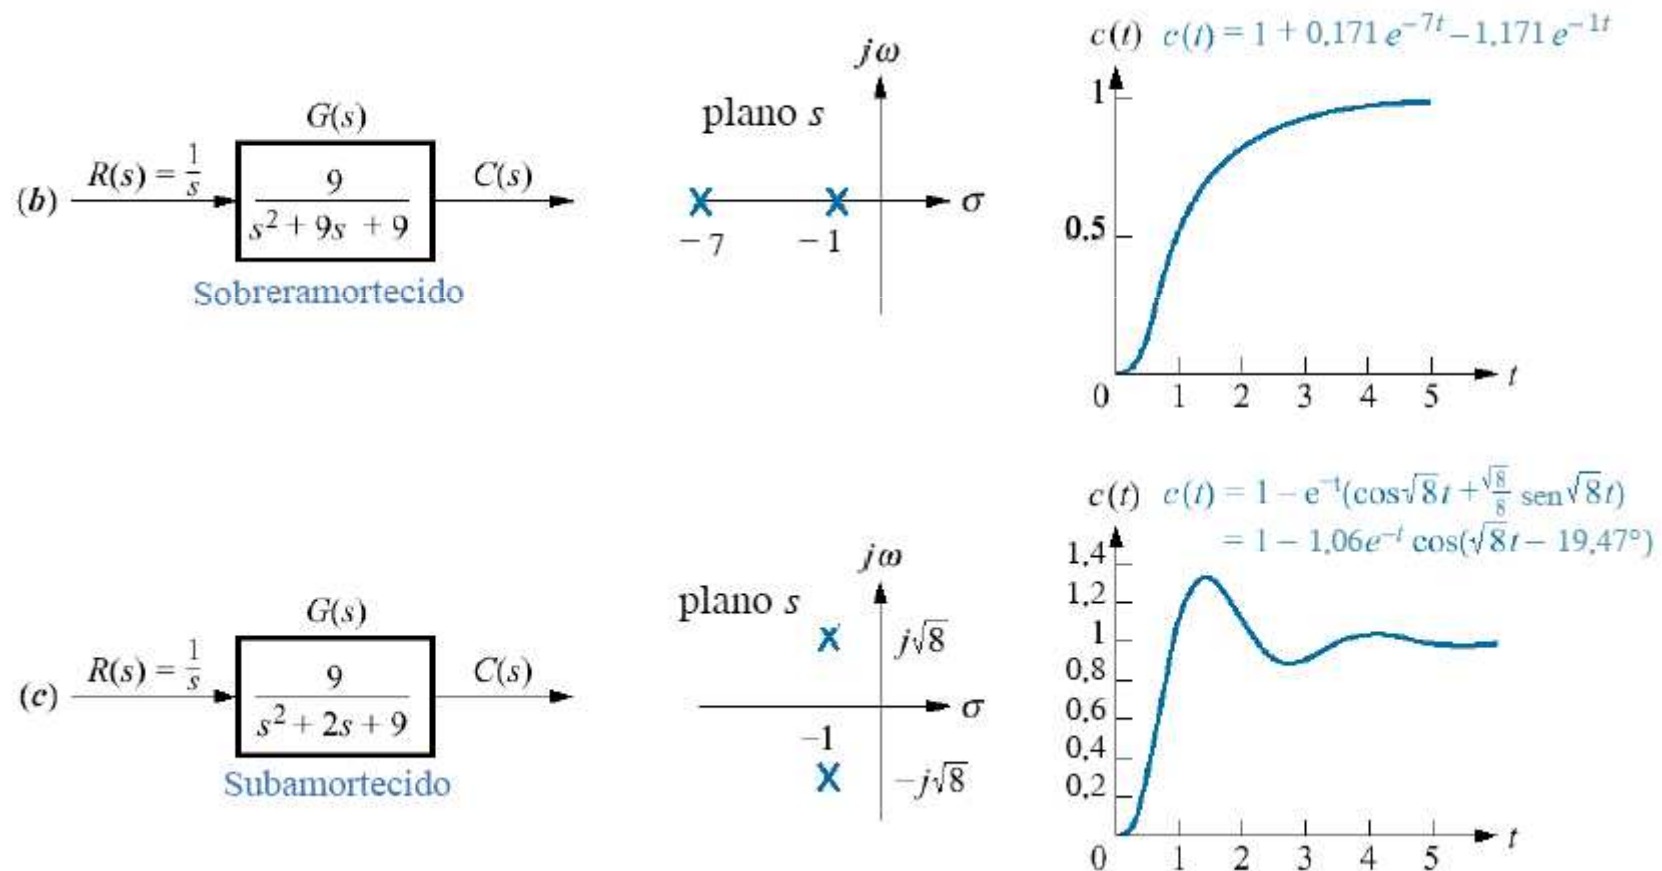 (b)
R(s) = 1/s
G(s)
9
s² + 9s + 9
C(s)
Sobreramortecido
plano s
jω
σ
−7
−1
c(t) c(t) = 1 + 0,171 e^−7t − 1,171 e^−1t
1
0,5
0 1 2 3 4 5 t
(c)
R(s) = 1/s
G(s)
9
s² + 2s + 9
C(s)
Subamortecido
plano s
jω
j√8
σ
−1
−j√8
c(t) c(t) = 1 − e^−t(cos√8t + √8/8 sen√8t)
= 1 − 1,06e^−t cos(√8t − 19,47°)
1,4
1,2
1
0,8
0,6
0,4
0,2
0 1 2 3 4 5 t